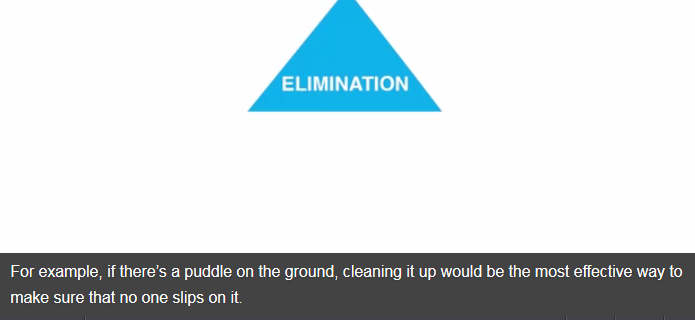 ELIMINATION
For example, if there’s a puddle on the ground, cleaning it up would be the most effective way to
make sure that no one slips on it.